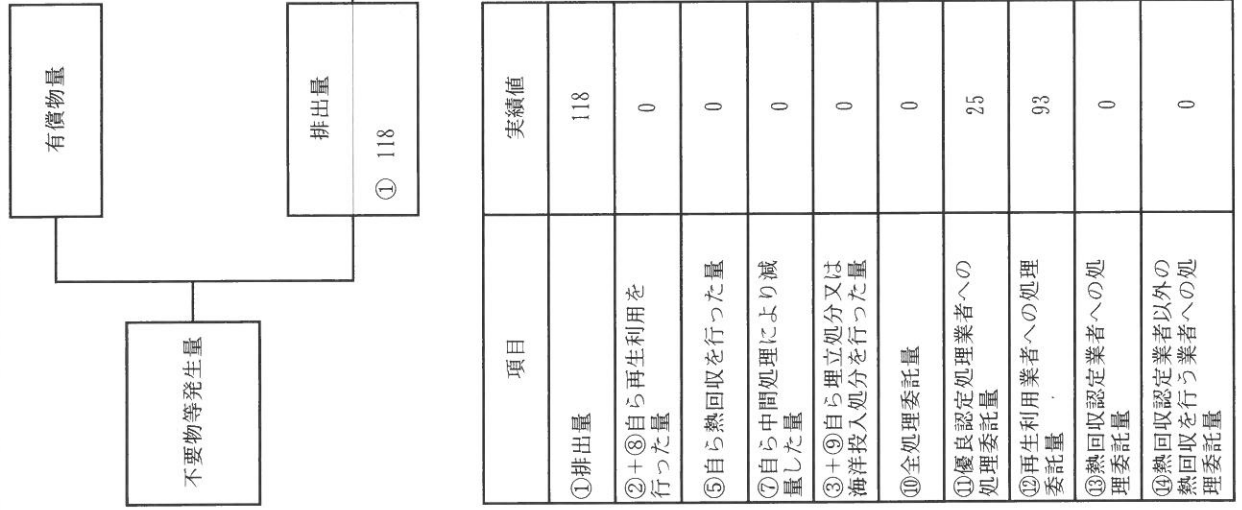 不要物等発生量
有償物量
排出量
① 118
項目
実績値
①排出量
118
②+⑧自ら再生利用を
行った量
0
⑤自ら熱回収を行った量
0
⑦自ら中間処理により減
量した量
0
③+⑨自ら埋立処分又は
海洋投入処分を行った量
0
⑩全処理委託量
0
⑪優良認定処理業者への
処理委託量
25
⑫再生利用業者への処理
委託量
93
⑬熱回収認定業者への処
理委託量
0
⑭熱回収認定業者以外の
熱回収を行う業者への処
理委託量
0